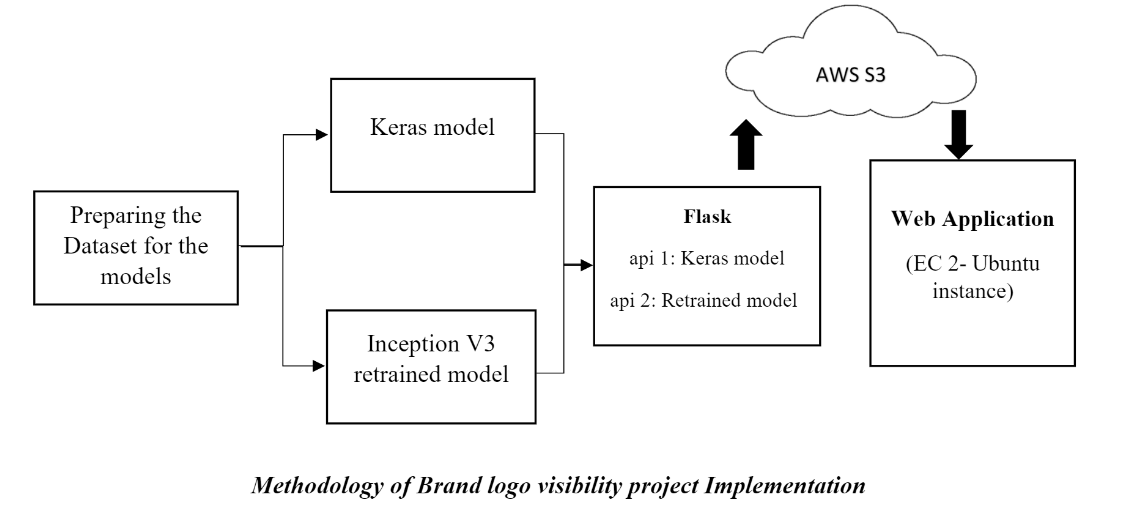 AWS S3
Keras model
Preparing the
Dataset for the
models
Inception V3
retrained model
Flask
api 1: Keras model
api 2: Retrained model
Web Application
(EC 2- Ubuntu
instance)
Methodology of Brand logo visibility project Implementation